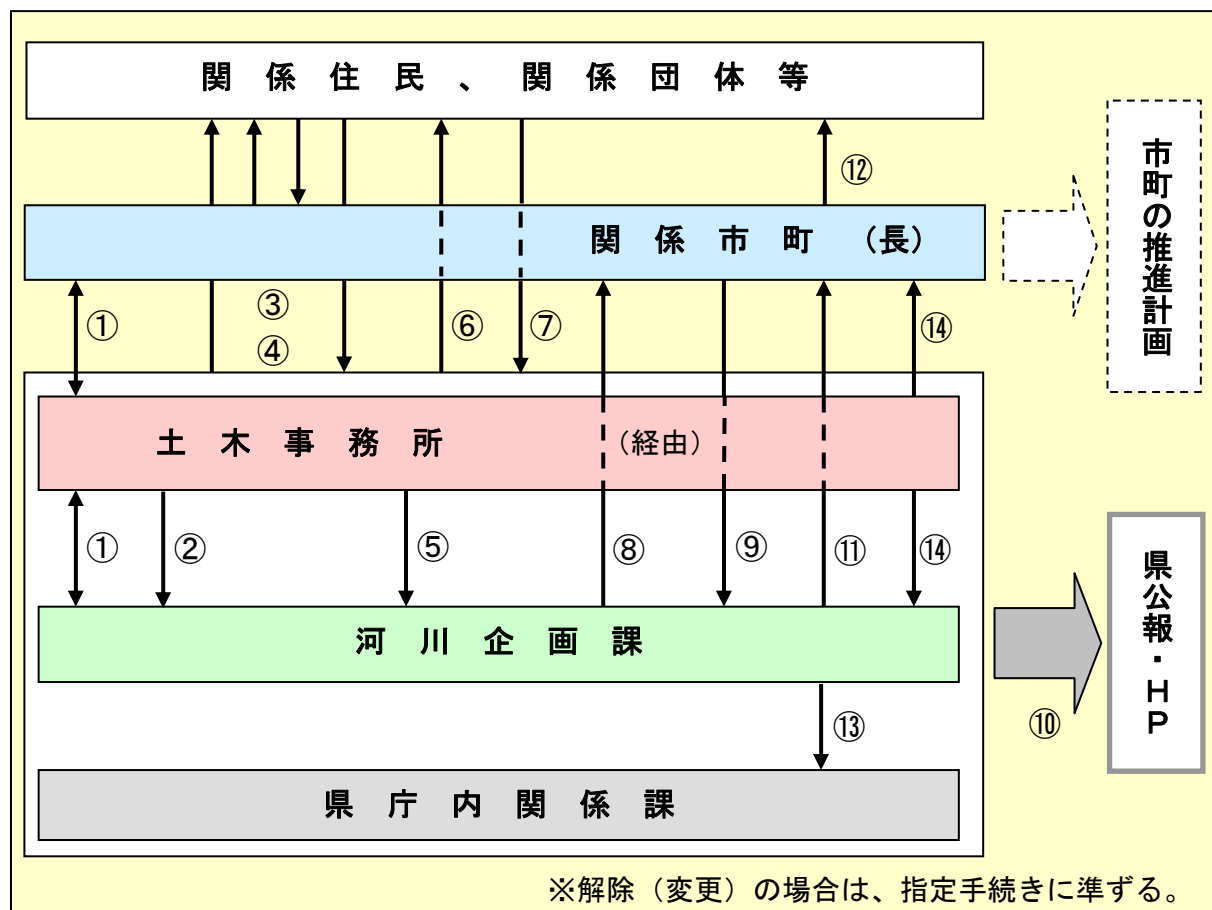 関係住民、関係団体等
⑫
関係市町（長）
市町の推進計画
①
③
④
⑥
⑦
⑭
土木事務所
（経由）
①
②
⑤
⑧
⑨
⑪
⑭
河川企画課
県公報・ＨＰ
⑩
⑬
県庁内関係課
※解除（変更）の場合は、指定手続きに準ずる。